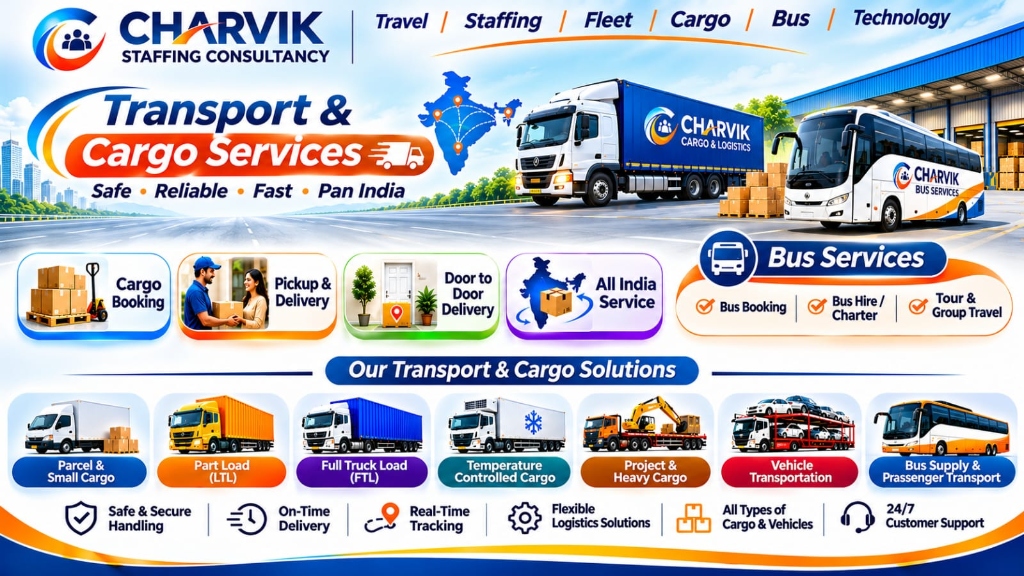 CHARVIK
STAFFING CONSULTANCY
Travel / Staffing / Fleet / Cargo / Bus / Technology
Transport &
Cargo Services
Safe • Reliable • Fast • Pan India
CHARVIK
CARGO & LOGISTICS
CHARVIK
BUS SERVICES
Cargo
Booking
Pickup &
Delivery
Door to
Door
Delivery
All India
Service
Bus Services
Bus Booking
Bus Hire /
Charter
Tour &
Group Travel
Our Transport & Cargo Solutions
Parcel &
Small Cargo
Part Load
(LTL)
Full Truck Load
(FTL)
Temperature
Controlled Cargo
Project &
Heavy Cargo
Vehicle
Transportation
Bus Supply &
Passenger Transport
Safe & Secure
Handling
On-Time
Delivery
Real-Time
Tracking
Flexible
Logistics Solutions
All Types of
Cargo & Vehicles
24/7
Customer Support